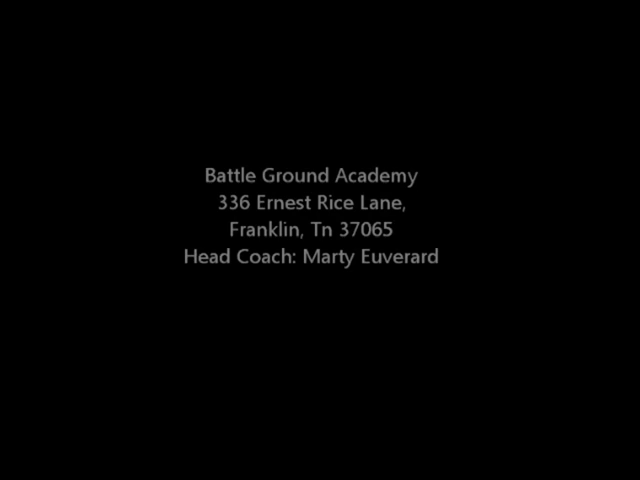 Battle Ground Academy
336 Ernest Rice Lane,
Franklin, Tn 37065
Head Coach: Marty Euverard